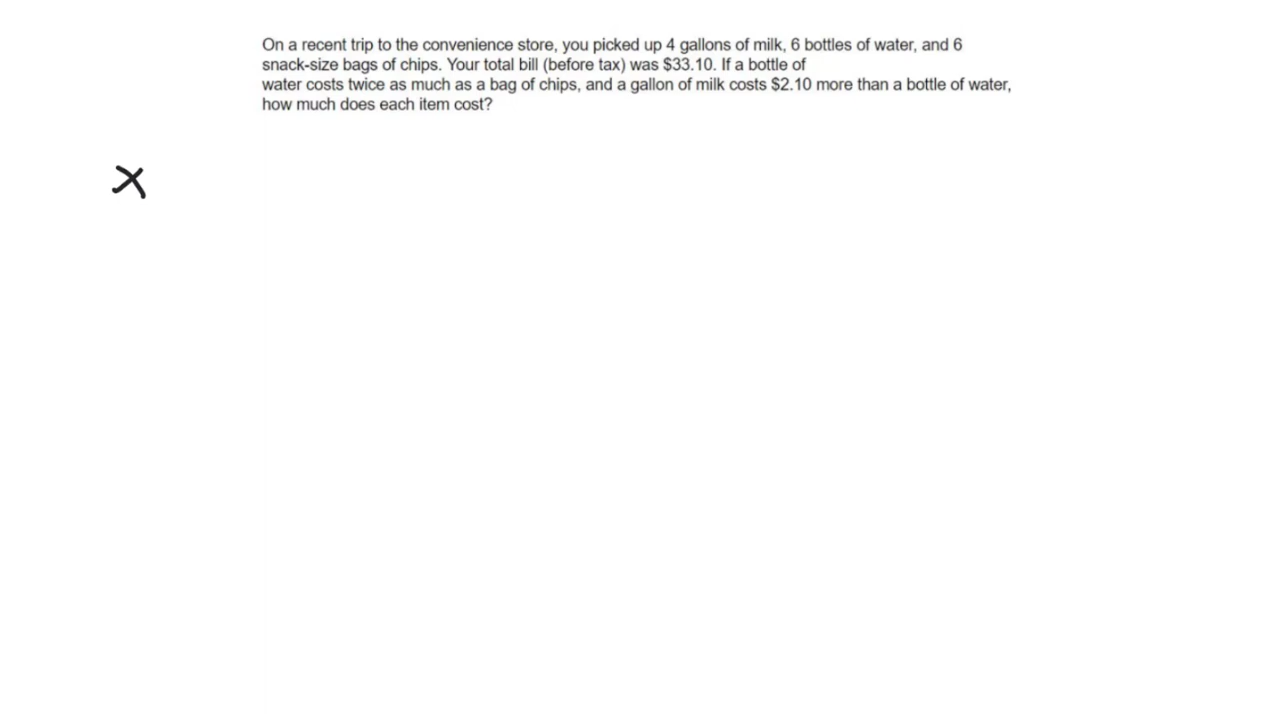 On a recent trip to the convenience store, you picked up 4 gallons of milk, 6 bottles of water, and 6
snack-size bags of chips. Your total bill (before tax) was $33.10. If a bottle of
water costs twice as much as a bag of chips, and a gallon of milk costs $2.10 more than a bottle of water,
how much does each item cost?
x